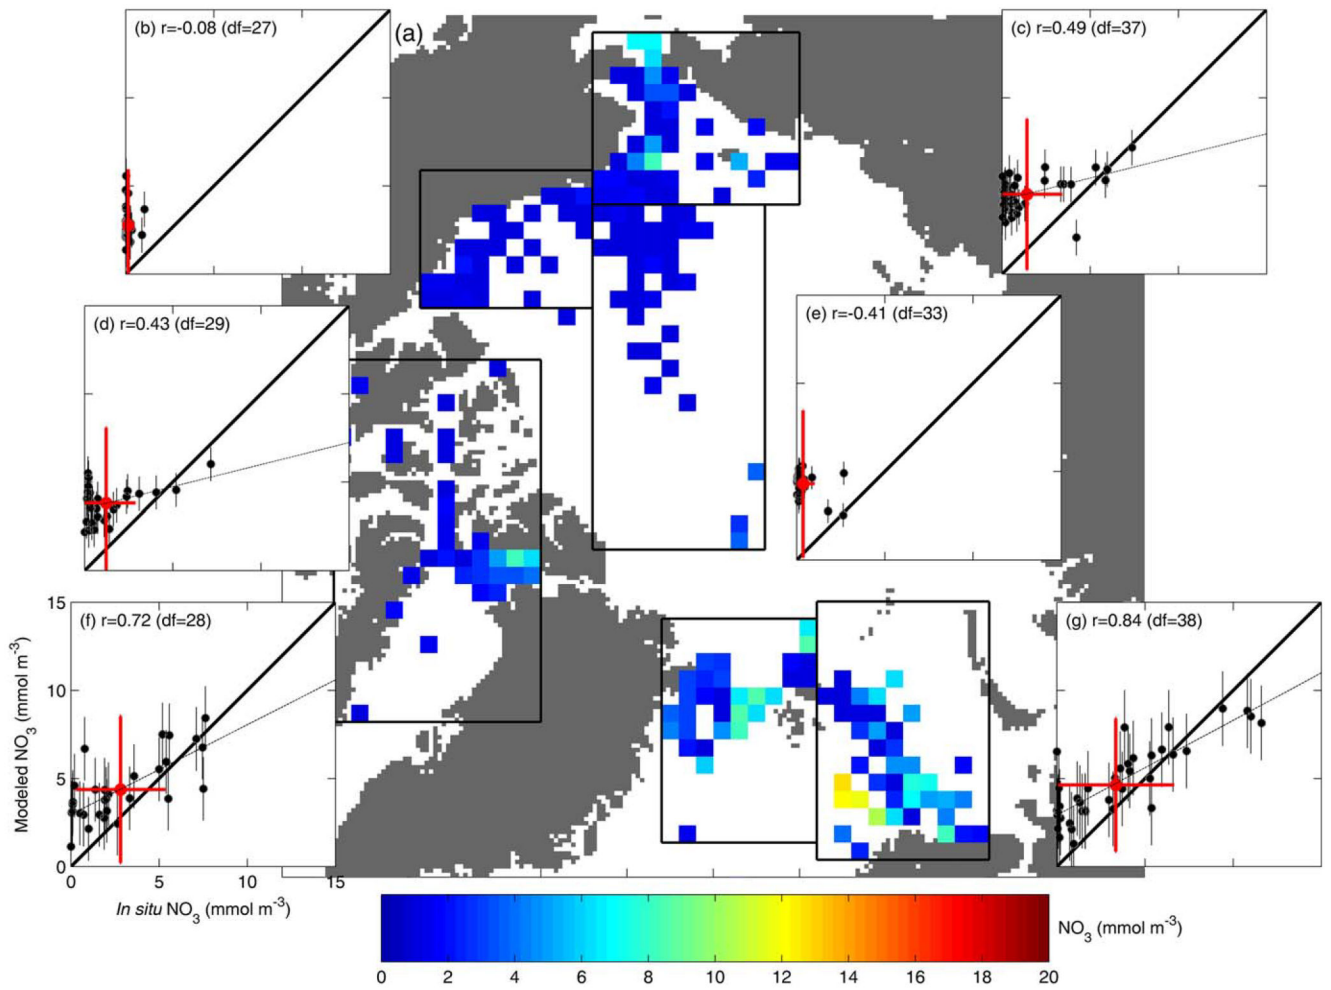 (b) r=-0.08 (df=27)
(a)
(c) r=0.49 (df=37)
(d) r=0.43 (df=29)
(e) r=-0.41 (df=33)
(f) r=0.72 (df=28)
(g) r=0.84 (df=38)
15
10
5
0
Modeled NO3 (mmol m-3)
0 5 10 15
In situ NO3 (mmol m-3)
NO3 (mmol m-3)
0 2 4 6 8 10 12 14 16 18 20